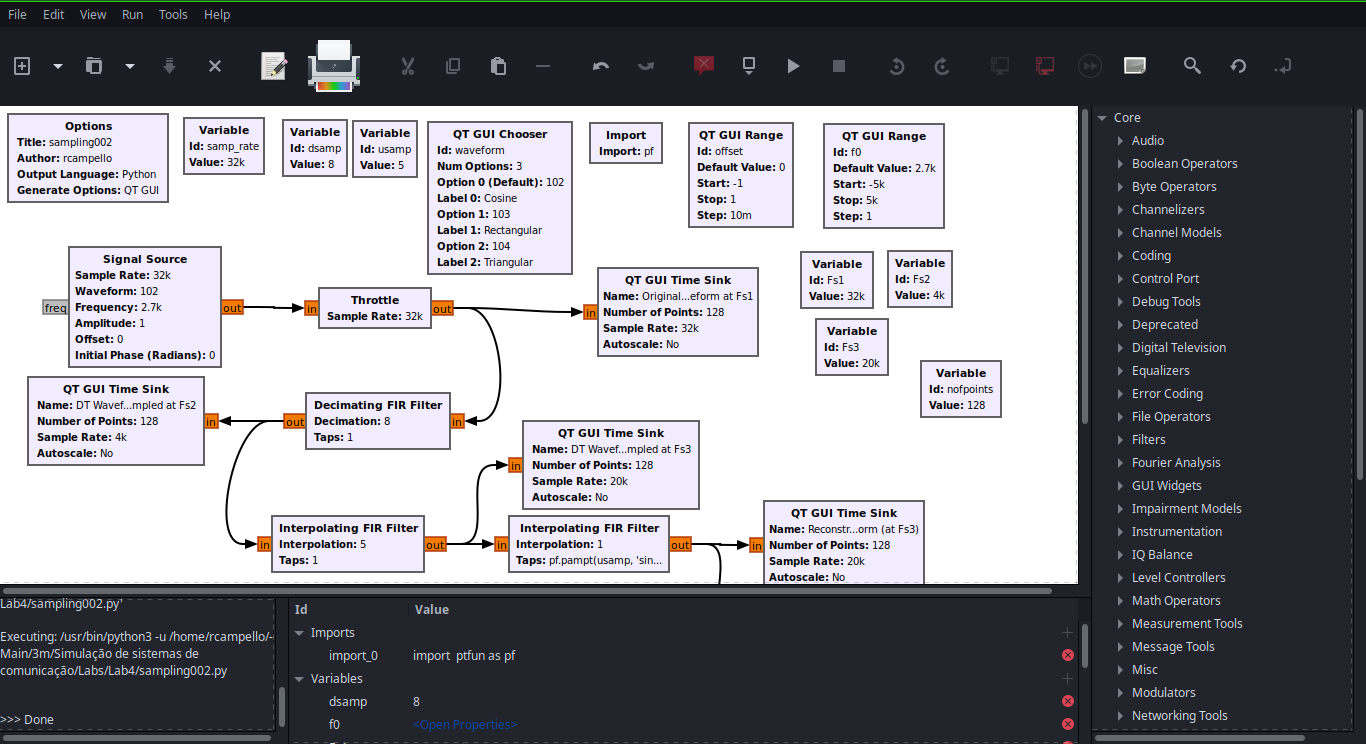 File Edit View Run Tools Help
Options
Title: sampling002
Author: rcampello
Output Language: Python
Generate Options: QT GUI
Variable
Id: samp_rate
Value: 32k
Variable
Id: dsamp
Value: 8
Variable
Id: usamp
Value: 5
QT GUI Chooser
Id: waveform
Num Options: 3
Option 0 (Default): 102
Label 0: Cosine
Option 1: 103
Label 1: Rectangular
Option 2: 104
Label 2: Triangular
Import
Import: pf
QT GUI Range
Id: offset
Default Value: 0
Start: -1
Stop: 1
Step: 10m
QT GUI Range
Id: f0
Default Value: 2.7k
Start: -5k
Stop: 5k
Step: 1
Signal Source
Sample Rate: 32k
Waveform: 102
Frequency: 2.7k
Amplitude: 1
Offset: 0
Initial Phase (Radians): 0
freq
out
in
Throttle
Sample Rate: 32k
out
in
QT GUI Time Sink
Name: Original...eform at Fs1
Number of Points: 128
Sample Rate: 32k
Autoscale: No
Variable
Id: Fs1
Value: 32k
Variable
Id: Fs2
Value: 4k
Variable
Id: Fs3
Value: 20k
Variable
Id: nofpoints
Value: 128
QT GUI Time Sink
Name: DT Wavef...mpled at Fs2
Number of Points: 128
Sample Rate: 4k
Autoscale: No
in
out
Decimating FIR Filter
Decimation: 8
Taps: 1
in
in
QT GUI Time Sink
Name: DT Wavef...mpled at Fs3
Number of Points: 128
Sample Rate: 20k
Autoscale: No
in
Interpolating FIR Filter
Interpolation: 5
Taps: 1
out
in
Interpolating FIR Filter
Interpolation: 1
Taps: pf.pampt(usamp, 'sin...
out
in
QT GUI Time Sink
Name: Reconstr...orm (at Fs3)
Number of Points: 128
Sample Rate: 20k
Autoscale: No
Core
Audio
Boolean Operators
Byte Operators
Channelizers
Channel Models
Coding
Control Port
Debug Tools
Deprecated
Digital Television
Equalizers
Error Coding
File Operators
Filters
Fourier Analysis
GUI Widgets
Impairment Models
Instrumentation
IQ Balance
Level Controllers
Math Operators
Measurement Tools
Message Tools
Misc
Modulators
Networking Tools
Lab4/sampling002.py'
Executing: /usr/bin/python3 -u /home/rcampello/-
Main/3m/Simulação de sistemas de
comunicação/Labs/Lab4/sampling002.py
>>> Done
Id Value
Imports
import_0 import ptfun as pf
Variables
dsamp 8
f0 <Open Properties>